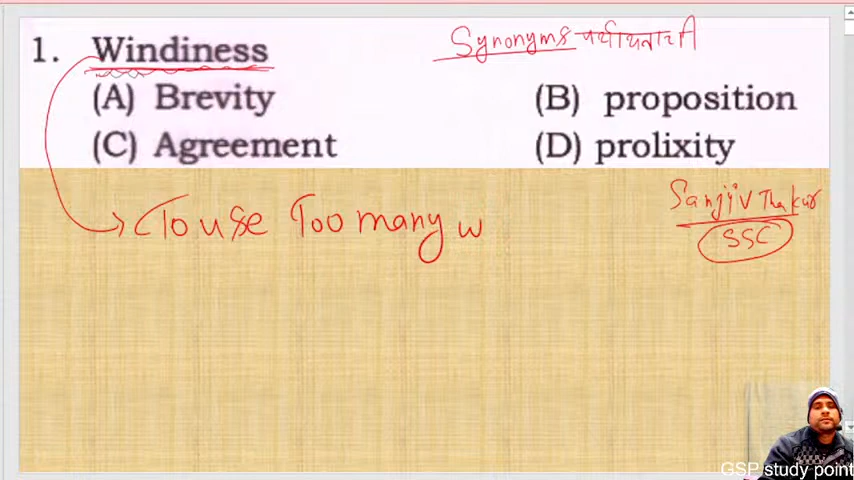 Synonyms पर्यायवाची
1. Windiness
(A) Brevity
(B) proposition
(C) Agreement
(D) prolixity
Sanjiv Thakur
SSC
To use Too many w
GSP study point